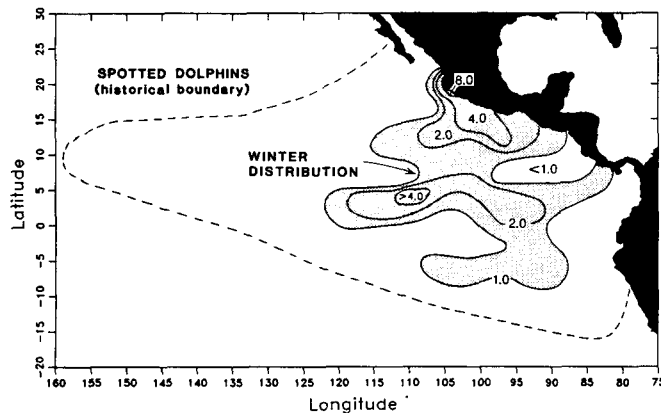 30
25
20
15
10
5
0
-5
-10
-15
-20
Latitude
SPOTTED DOLPHINS
(historical boundary)
WINTER
DISTRIBUTION
8.0
4.0
2.0
<1.0
>4.0
2.0
1.0
160 155 150 145 140 135 130 125 120 115 110 105 100 95 90 85 80 75
Longitude